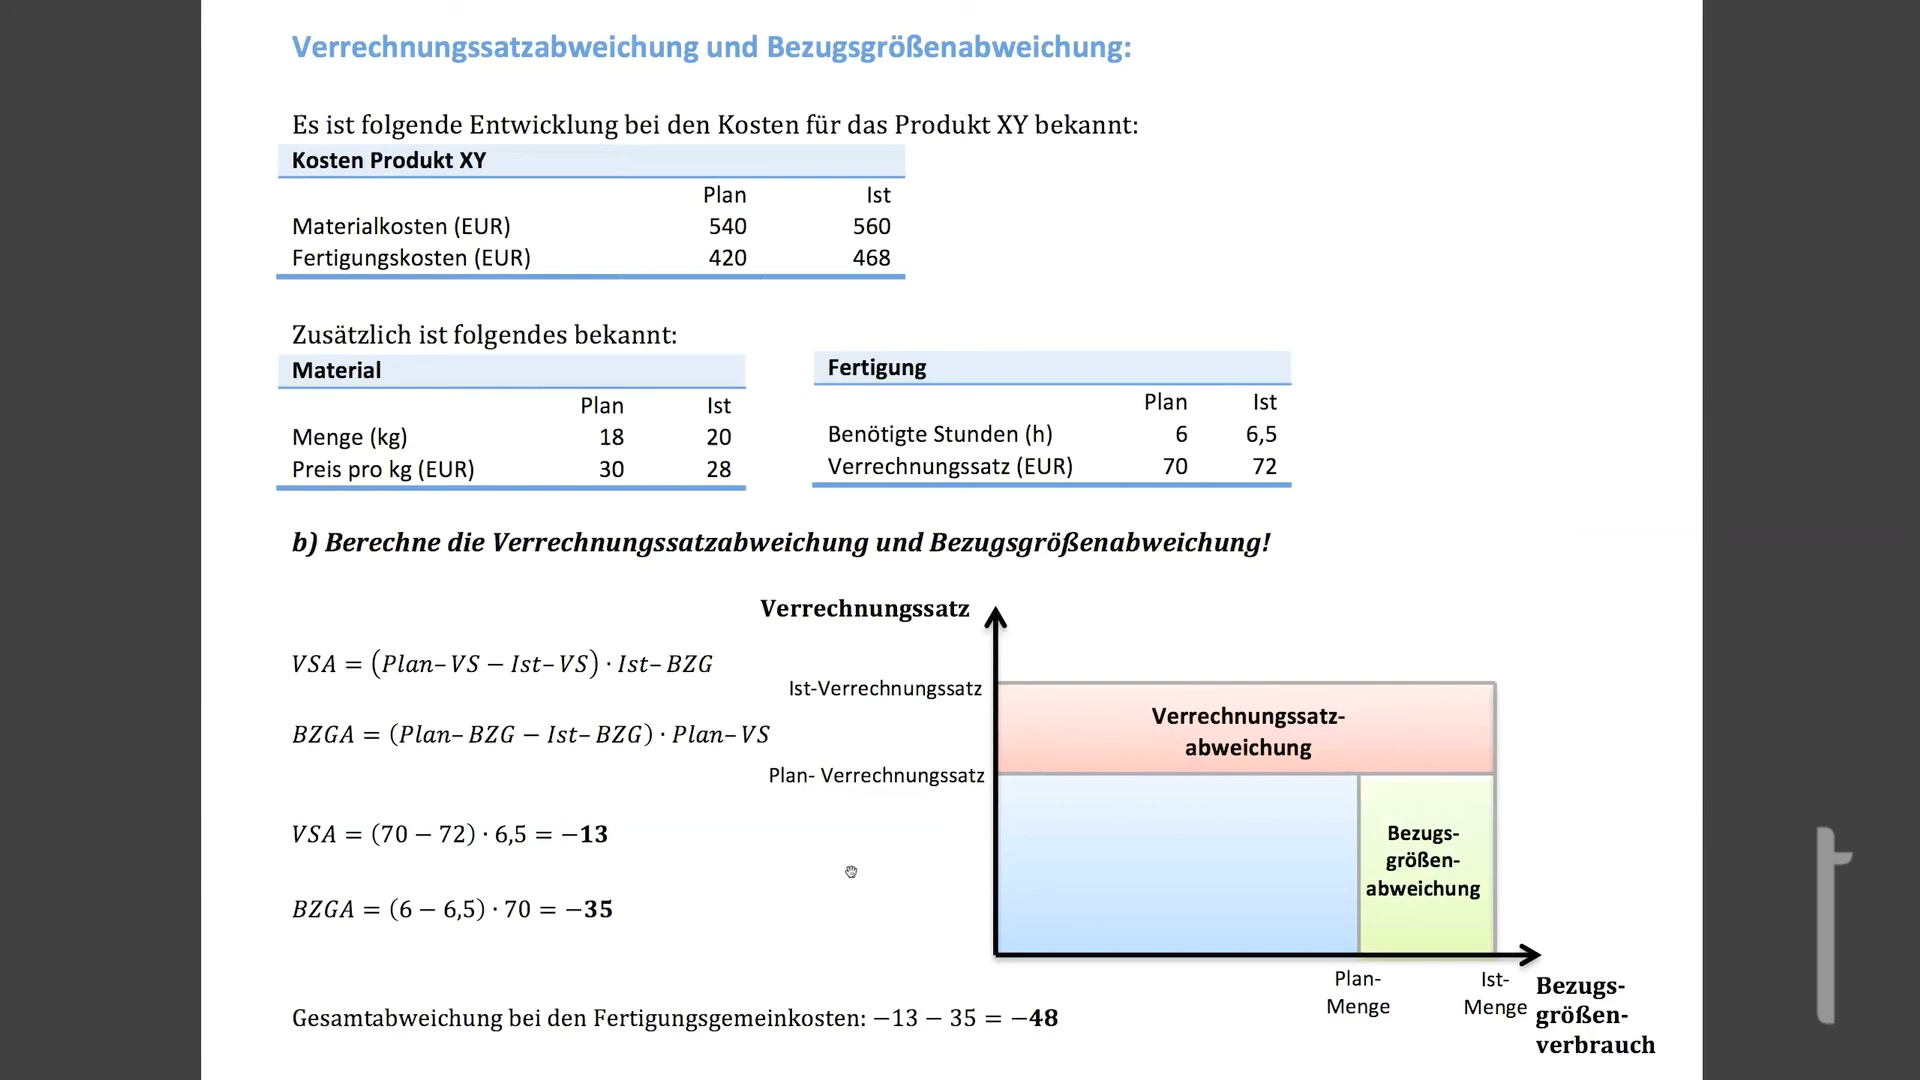 Verrechnungssatzabweichung und Bezugsgrößenabweichung:
Es ist folgende Entwicklung bei den Kosten für das Produkt XY bekannt:
Kosten Produkt XY
Plan Ist
Materialkosten (EUR) 540 560
Fertigungskosten (EUR) 420 468
Zusätzlich ist folgendes bekannt:
Material
Plan Ist
Menge (kg) 18 20
Preis pro kg (EUR) 30 28
Fertigung
Plan Ist
Benötigte Stunden (h) 6 6,5
Verrechnungssatz (EUR) 70 72
b) Berechne die Verrechnungssatzabweichung und Bezugsgrößenabweichung!
VSA = (Plan–VS − Ist–VS) · Ist–BZG
BZGA = (Plan–BZG − Ist–BZG) · Plan–VS
VSA = (70 − 72) · 6,5 = −13
BZGA = (6 − 6,5) · 70 = −35
Gesamtabweichung bei den Fertigungsgemeinkosten: −13 − 35 = −48
Verrechnungssatz
Ist-Verrechnungssatz
Plan- Verrechnungssatz
Verrechnungssatz-
abweichung
Bezugs-
größen-
abweichung
Plan-
Menge
Ist-
Menge
Bezugs-
größen-
verbrauch